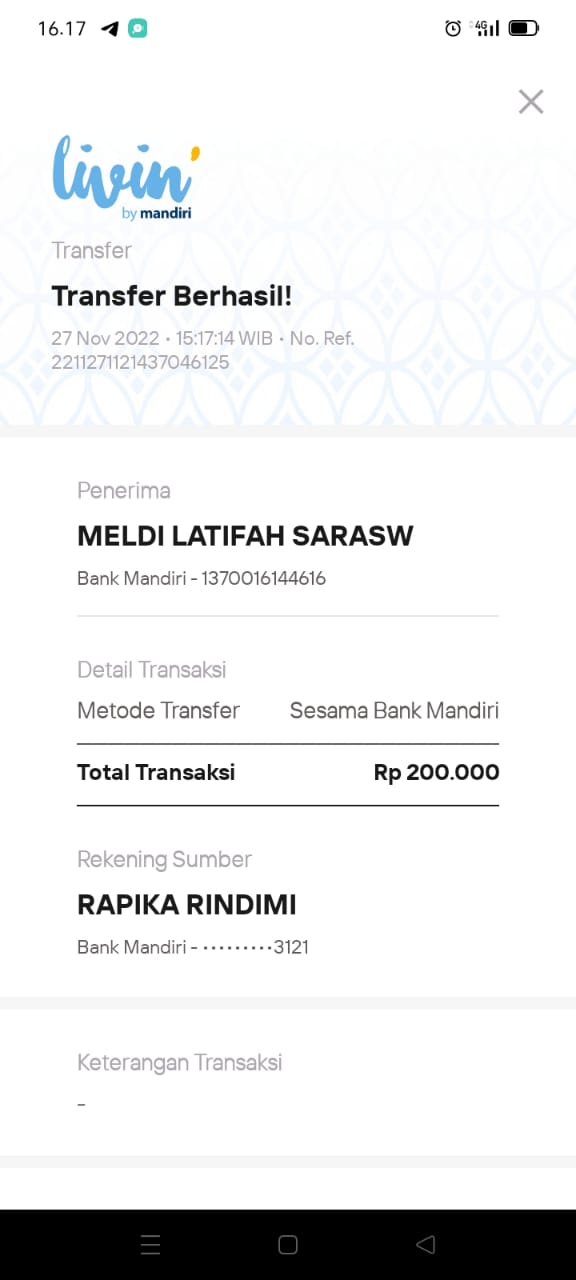 16.17
4G
livin'
by mandiri
Transfer
Transfer Berhasil!
27 Nov 2022 • 15:17:14 WIB • No. Ref.
2211271121437046125
Penerima
MELDI LATIFAH SARASW
Bank Mandiri - 1370016144616
Detail Transaksi
Metode Transfer Sesama Bank Mandiri
Total Transaksi Rp 200.000
Rekening Sumber
RAPIKA RINDIMI
Bank Mandiri - •••••••••3121
Keterangan Transaksi
-